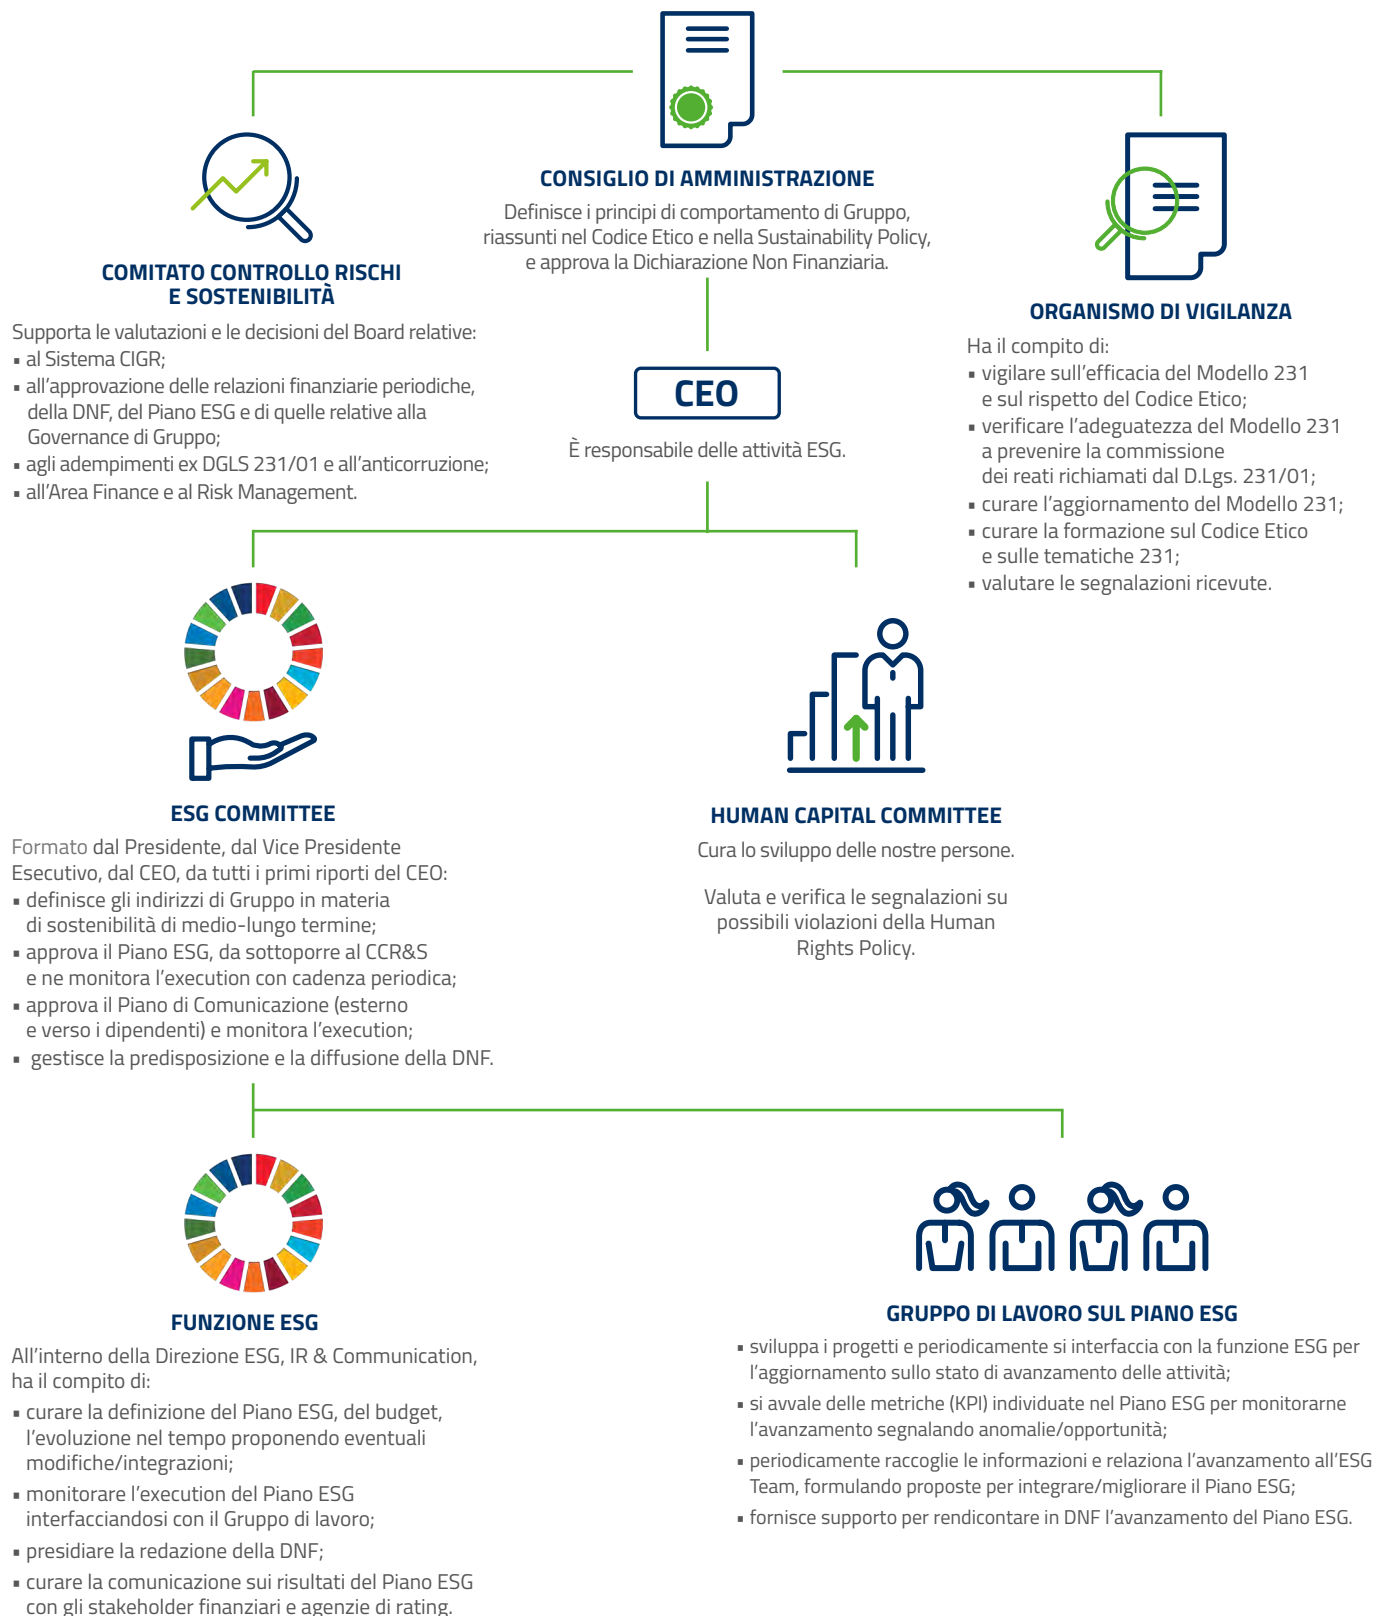 CONSIGLIO DI AMMINISTRAZIONE
Definisce i principi di comportamento di Gruppo,
riassunti nel Codice Etico e nella Sustainability Policy,
e approva la Dichiarazione Non Finanziaria.
COMITATO CONTROLLO RISCHI
E SOSTENIBILITÀ
Supporta le valutazioni e le decisioni del Board relative:
▪ al Sistema CIGR;
▪ all’approvazione delle relazioni finanziarie periodiche,
della DNF, del Piano ESG e di quelle relative alla
Governance di Gruppo;
▪ agli adempimenti ex DGLS 231/01 e all’anticorruzione;
▪ all’Area Finance e al Risk Management.
CEO
È responsabile delle attività ESG.
ORGANISMO DI VIGILANZA
Ha il compito di:
▪ vigilare sull’efficacia del Modello 231
e sul rispetto del Codice Etico;
▪ verificare l’adeguatezza del Modello 231
a prevenire la commissione
dei reati richiamati dal D.Lgs. 231/01;
▪ curare l’aggiornamento del Modello 231;
▪ curare la formazione sul Codice Etico
e sulle tematiche 231;
▪ valutare le segnalazioni ricevute.
ESG COMMITTEE
Formato dal Presidente, dal Vice Presidente
Esecutivo, dal CEO, da tutti i primi riporti del CEO:
▪ definisce gli indirizzi di Gruppo in materia
di sostenibilità di medio-lungo termine;
▪ approva il Piano ESG, da sottoporre al CCR&S
e ne monitora l’execution con cadenza periodica;
▪ approva il Piano di Comunicazione (esterno
e verso i dipendenti) e monitora l’execution;
▪ gestisce la predisposizione e la diffusione della DNF.
HUMAN CAPITAL COMMITTEE
Cura lo sviluppo delle nostre persone.
Valuta e verifica le segnalazioni su
possibili violazioni della Human
Rights Policy.
FUNZIONE ESG
All’interno della Direzione ESG, IR & Communication,
ha il compito di:
▪ curare la definizione del Piano ESG, del budget,
l’evoluzione nel tempo proponendo eventuali
modifiche/integrazioni;
▪ monitorare l’execution del Piano ESG
interfacciandosi con il Gruppo di lavoro;
▪ presidiare la redazione della DNF;
▪ curare la comunicazione sui risultati del Piano ESG
con gli stakeholder finanziari e agenzie di rating.
GRUPPO DI LAVORO SUL PIANO ESG
▪ sviluppa i progetti e periodicamente si interfaccia con la funzione ESG per
l’aggiornamento sullo stato di avanzamento delle attività;
▪ si avvale delle metriche (KPI) individuate nel Piano ESG per monitorarne
l’avanzamento segnalando anomalie/opportunità;
▪ periodicamente raccoglie le informazioni e relaziona l’avanzamento all’ESG
Team, formulando proposte per integrare/migliorare il Piano ESG;
▪ fornisce supporto per rendicontare in DNF l’avanzamento del Piano ESG.